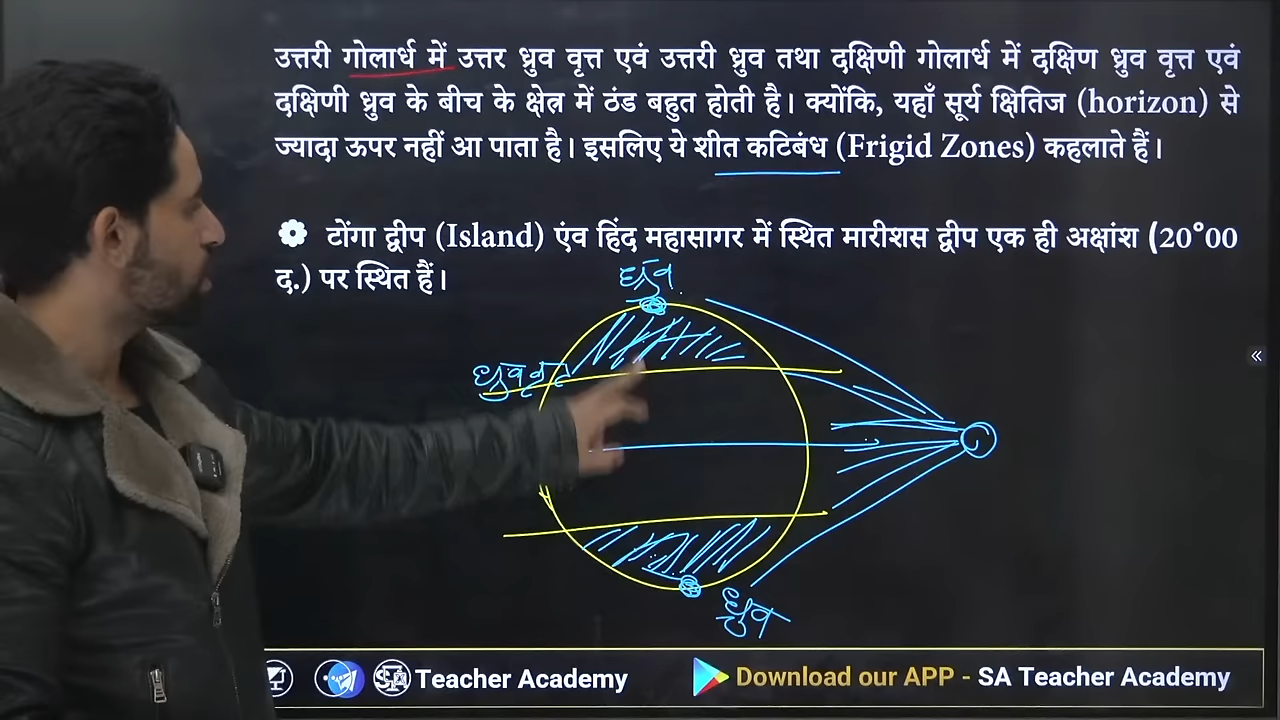 उत्तरी गोलार्ध में उत्तर ध्रुव वृत्त एवं उत्तरी ध्रुव तथा दक्षिणी गोलार्ध में दक्षिण ध्रुव वृत्त एवं
दक्षिणी ध्रुव के बीच के क्षेत्र में ठंड बहुत होती है। क्योंकि, यहाँ सूर्य क्षितिज (horizon) से
ज्यादा ऊपर नहीं आ पाता है। इसलिए ये शीत कटिबंध (Frigid Zones) कहलाते हैं।
टोंगा द्वीप (Island) एंव हिंद महासागर में स्थित मारीशस द्वीप एक ही अक्षांश (20°00
द.) पर स्थित हैं।
ध्रुव
ध्रुव वृत
ध्रुव
Teacher Academy
Download our APP - SA Teacher Academy